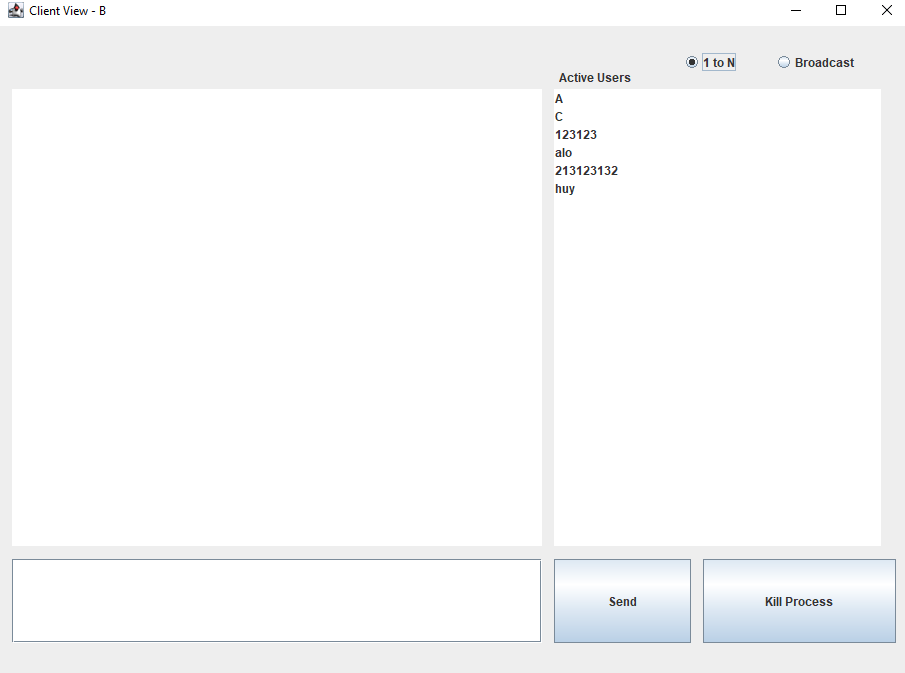 Client View - B
1 to N
Broadcast
Active Users
A
C
123123
alo
213123132
huy
Send
Kill Process